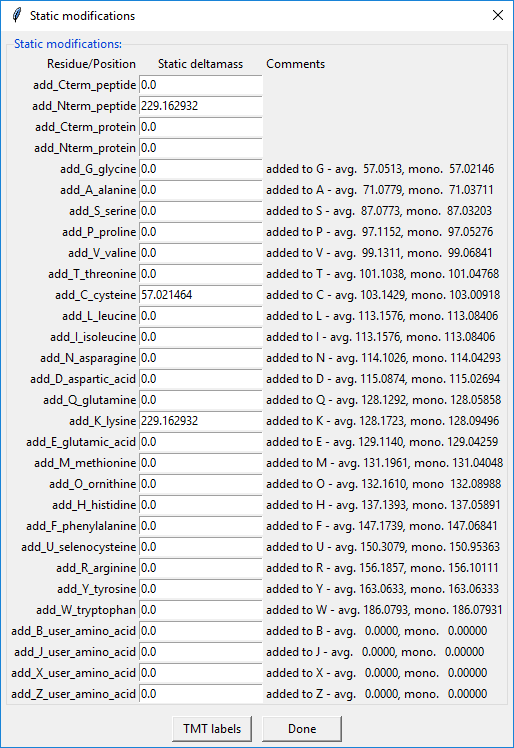 Static modifications
Static modifications:
Residue/Position Static deltamass Comments
add_Cterm_peptide 0.0
add_Nterm_peptide 229.162932
add_Cterm_protein 0.0
add_Nterm_protein 0.0
add_G_glycine 0.0 added to G - avg. 57.0513, mono. 57.02146
add_A_alanine 0.0 added to A - avg. 71.0779, mono. 71.03711
add_S_serine 0.0 added to S - avg. 87.0773, mono. 87.03203
add_P_proline 0.0 added to P - avg. 97.1152, mono. 97.05276
add_V_valine 0.0 added to V - avg. 99.1311, mono. 99.06841
add_T_threonine 0.0 added to T - avg. 101.1038, mono. 101.04768
add_C_cysteine 57.021464 added to C - avg. 103.1429, mono. 103.00918
add_L_leucine 0.0 added to L - avg. 113.1576, mono. 113.08406
add_I_isoleucine 0.0 added to I - avg. 113.1576, mono. 113.08406
add_N_asparagine 0.0 added to N - avg. 114.1026, mono. 114.04293
add_D_aspartic_acid 0.0 added to D - avg. 115.0874, mono. 115.02694
add_Q_glutamine 0.0 added to Q - avg. 128.1292, mono. 128.05858
add_K_lysine 229.162932 added to K - avg. 128.1723, mono. 128.09496
add_E_glutamic_acid 0.0 added to E - avg. 129.1140, mono. 129.04259
add_M_methionine 0.0 added to M - avg. 131.1961, mono. 131.04048
add_O_ornithine 0.0 added to O - avg. 132.1610, mono 132.08988
add_H_histidine 0.0 added to H - avg. 137.1393, mono. 137.05891
add_F_phenylalanine 0.0 added to F - avg. 147.1739, mono. 147.06841
add_U_selenocysteine 0.0 added to U - avg. 150.3079, mono. 150.95363
add_R_arginine 0.0 added to R - avg. 156.1857, mono. 156.10111
add_Y_tyrosine 0.0 added to Y - avg. 163.0633, mono. 163.06333
add_W_tryptophan 0.0 added to W - avg. 186.0793, mono. 186.07931
add_B_user_amino_acid 0.0 added to B - avg. 0.0000, mono. 0.00000
add_J_user_amino_acid 0.0 added to J - avg. 0.0000, mono. 0.00000
add_X_user_amino_acid 0.0 added to X - avg. 0.0000, mono. 0.00000
add_Z_user_amino_acid 0.0 added to Z - avg. 0.0000, mono. 0.00000
TMT labels Done